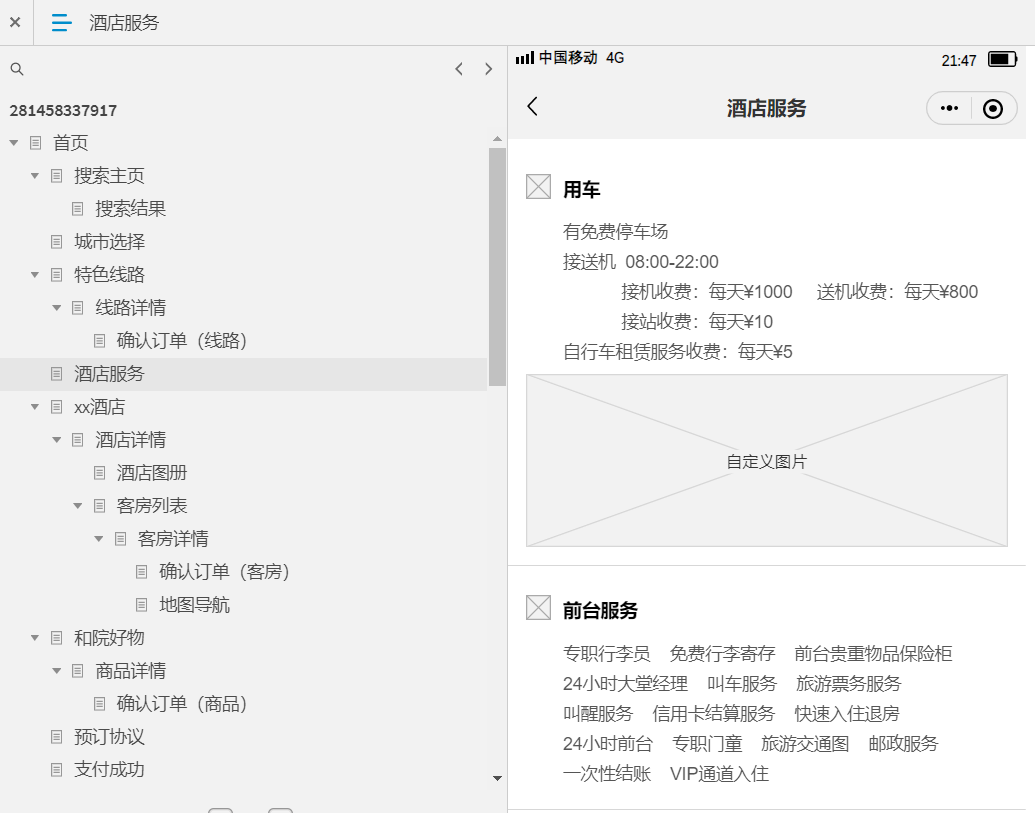 酒店服务
281458337917
首页
搜索主页
搜索结果
城市选择
特色线路
线路详情
确认订单（线路）
酒店服务
xx酒店
酒店详情
酒店图册
客房列表
客房详情
确认订单（客房）
地图导航
和院好物
商品详情
确认订单（商品）
预订协议
支付成功
中国移动 4G 21:47
酒店服务
用车
有免费停车场
接送机 08:00-22:00
接机收费：每天¥1000 送机收费：每天¥800
接站收费：每天¥10
自行车租赁服务收费：每天¥5
自定义图片
前台服务
专职行李员 免费行李寄存 前台贵重物品保险柜
24小时大堂经理 叫车服务 旅游票务服务
叫醒服务 信用卡结算服务 快速入住退房
24小时前台 专职门童 旅游交通图 邮政服务
一次性结账 VIP通道入住